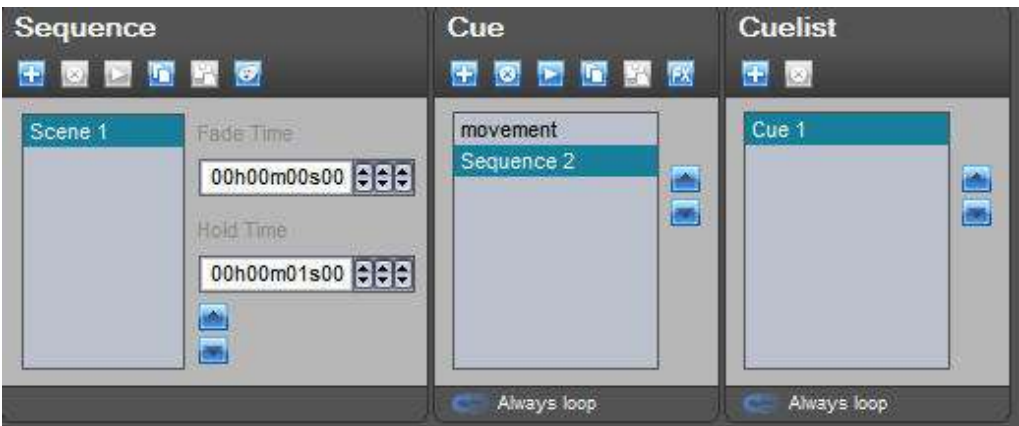 Sequence
Scene 1
Fade Time
00h00m00s00
Hold Time
00h00m01s00
Cue
FX
movement
Sequence 2
Always loop
Cuelist
Cue 1
Always loop